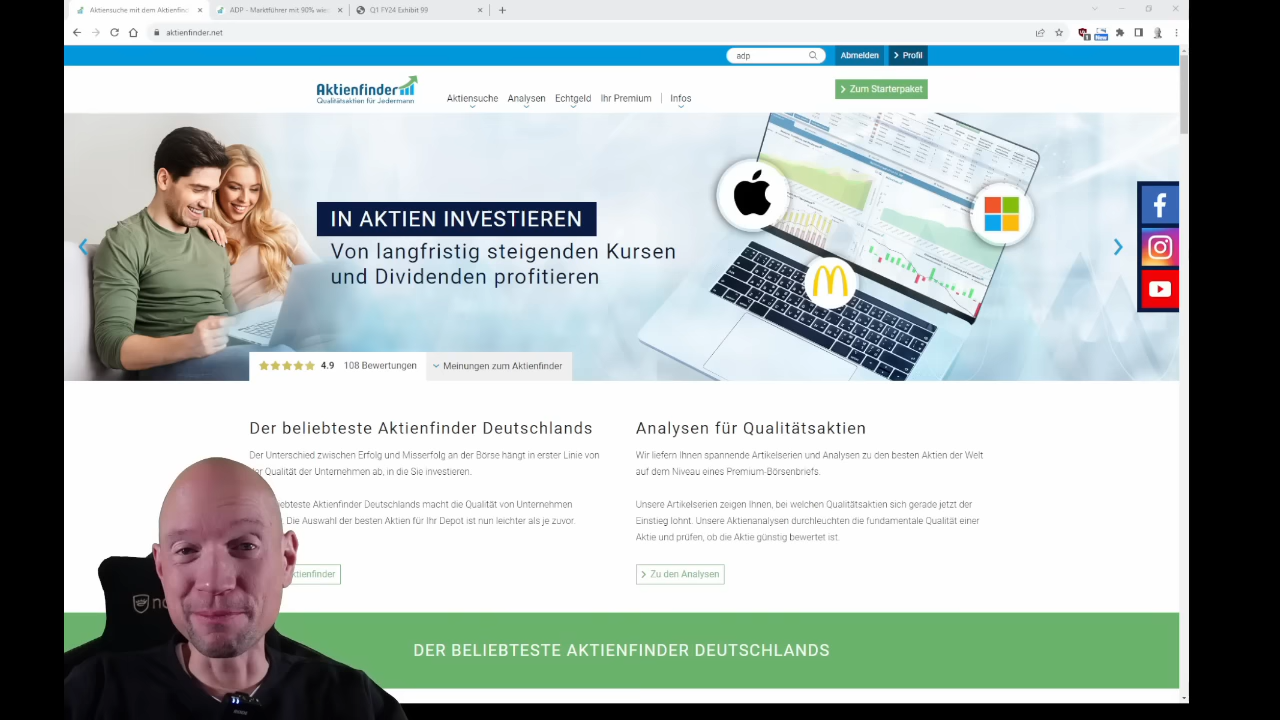 Aktiensuche mit dem Aktienfin
ADP - Marktführer mit 90% wie
Q1 FY24 Exhibit 99
aktienfinder.net
New
adp
Abmelden
Profil
Aktienfinder
Qualitätsaktien für Jedermann
Aktiensuche
Analysen
Echtgeld
Ihr Premium
Infos
Zum Starterpaket
IN AKTIEN INVESTIEREN
Von langfristig steigenden Kursen
und Dividenden profitieren
4.9 108 Bewertungen
Meinungen zum Aktienfinder
Der beliebteste Aktienfinder Deutschlands
Der Unterschied zwischen Erfolg und Misserfolg an der Börse hängt in erster Linie von
der Qualität der Unternehmen ab, in die Sie investieren.
Aktienfinder Deutschlands macht die Qualität von Unternehmen
Die Auswahl der besten Aktien für Ihr Depot ist nun leichter als je zuvor.
Analysen für Qualitätsaktien
Wir liefern Ihnen spannende Artikelserien und Analysen zu den besten Aktien der Welt
auf dem Niveau eines Premium-Börsenbriefs.
Unsere Artikelserien zeigen Ihnen, bei welchen Qualitätsaktien sich gerade jetzt der
Einstieg lohnt. Unsere Aktienanalysen durchleuchten die fundamentale Qualität einer
Aktie und prüfen, ob die Aktie günstig bewertet ist.
Zu den Analysen
DER BELIEBTESTE AKTIENFINDER DEUTSCHLANDS